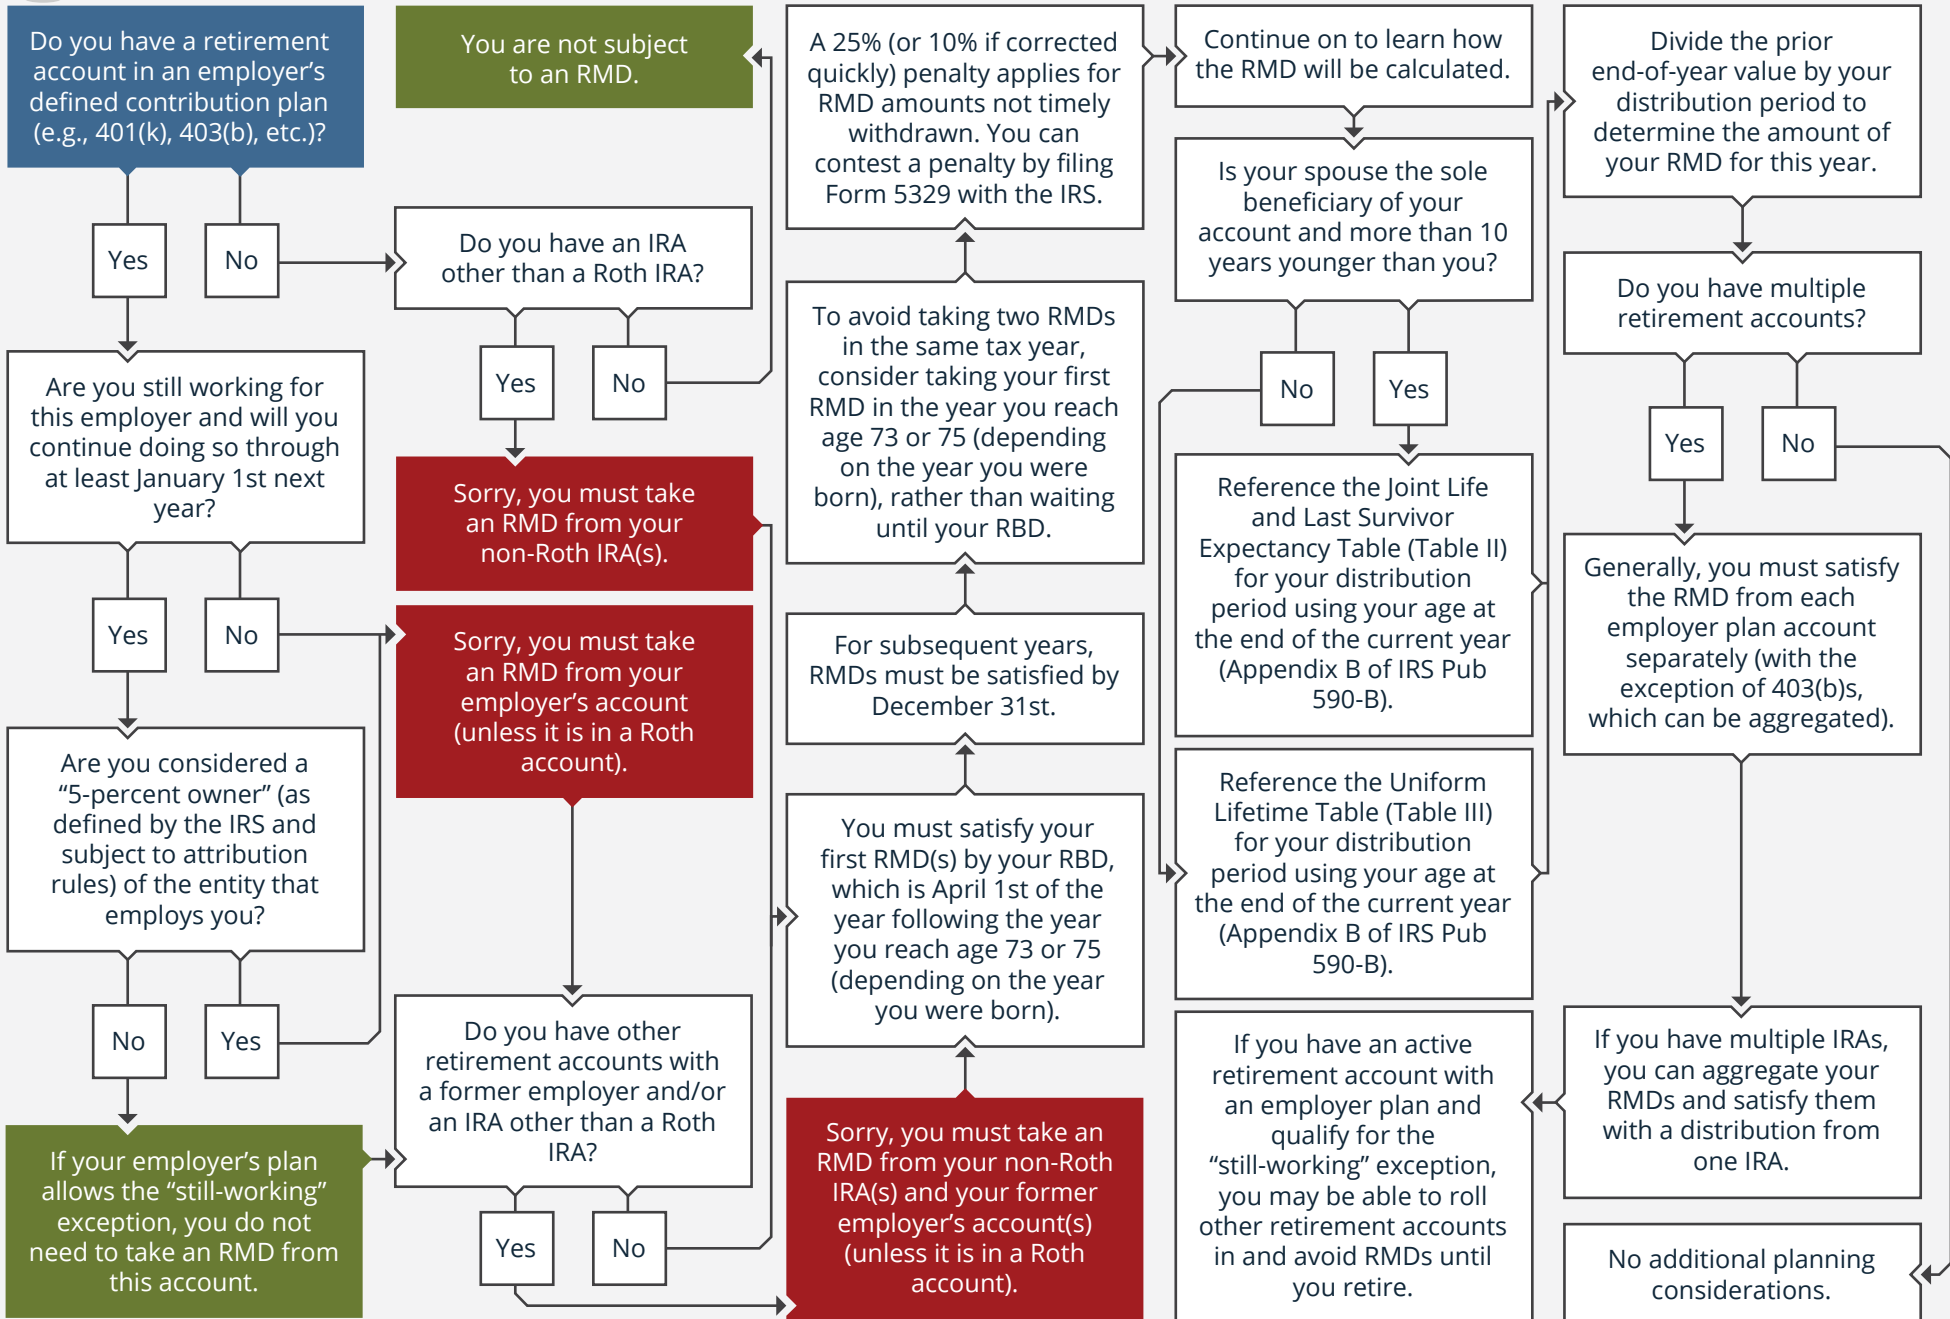 Do you have a retirement
account in an employer’s
defined contribution plan
(e.g., 401(k), 403(b), etc.)?
Yes
No
Are you still working for
this employer and will you
continue doing so through
at least January 1st next
year?
Yes
No
Are you considered a
“5-percent owner” (as
defined by the IRS and
subject to attribution
rules) of the entity that
employs you?
No
Yes
If your employer’s plan
allows the “still-working”
exception, you do not
need to take an RMD from
this account.
You are not subject
to an RMD.
Do you have an IRA
other than a Roth IRA?
Yes
No
Sorry, you must take
an RMD from your
non-Roth IRA(s).
Sorry, you must take
an RMD from your
employer’s account
(unless it is in a Roth
account).
Do you have other
retirement accounts with
a former employer and/or
an IRA other than a Roth
IRA?
Yes
No
A 25% (or 10% if corrected
quickly) penalty applies for
RMD amounts not timely
withdrawn. You can
contest a penalty by filing
Form 5329 with the IRS.
To avoid taking two RMDs
in the same tax year,
consider taking your first
RMD in the year you reach
age 73 or 75 (depending
on the year you were
born), rather than waiting
until your RBD.
For subsequent years,
RMDs must be satisfied by
December 31st.
You must satisfy your
first RMD(s) by your RBD,
which is April 1st of the
year following the year
you reach age 73 or 75
(depending on the year
you were born).
Sorry, you must take an
RMD from your non-Roth
IRA(s) and your former
employer’s account(s)
(unless it is in a Roth
account).
Continue on to learn how
the RMD will be calculated.
Is your spouse the sole
beneficiary of your
account and more than 10
years younger than you?
No
Yes
Reference the Joint Life
and Last Survivor
Expectancy Table (Table II)
for your distribution
period using your age at
the end of the current year
(Appendix B of IRS Pub
590-B).
Reference the Uniform
Lifetime Table (Table III)
for your distribution
period using your age at
the end of the current year
(Appendix B of IRS Pub
590-B).
If you have an active
retirement account with
an employer plan and
qualify for the
“still-working” exception,
you may be able to roll
other retirement accounts
in and avoid RMDs until
you retire.
Divide the prior
end-of-year value by your
distribution period to
determine the amount of
your RMD for this year.
Do you have multiple
retirement accounts?
Yes
No
Generally, you must satisfy
the RMD from each
employer plan account
separately (with the
exception of 403(b)s,
which can be aggregated).
If you have multiple IRAs,
you can aggregate your
RMDs and satisfy them
with a distribution from
one IRA.
No additional planning
considerations.